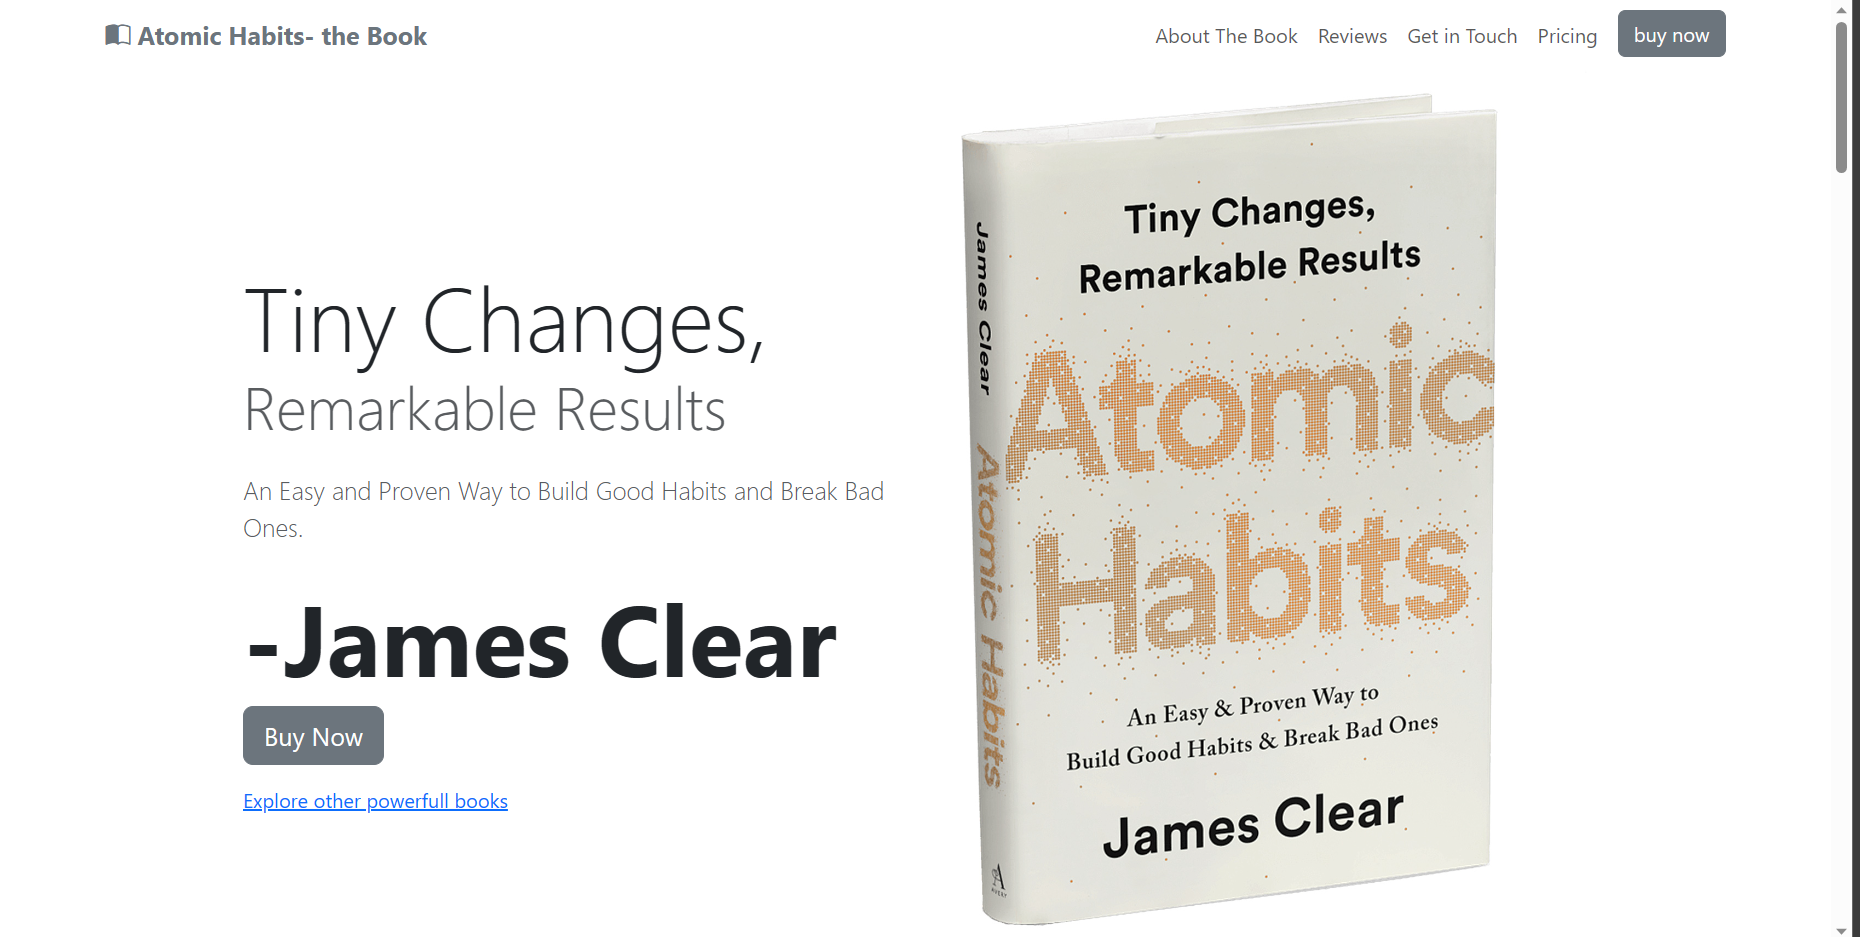 Atomic Habits- the Book
About The Book
Reviews
Get in Touch
Pricing
buy now
Tiny Changes,
Remarkable Results
An Easy and Proven Way to Build Good Habits and Break Bad
Ones.
-James Clear
Buy Now
Explore other powerfull books
James Clear
Atomic Habits
A
AVERY
Tiny Changes,
Remarkable Results
Atomic
Habits
An Easy & Proven Way to
Build Good Habits & Break Bad Ones
James Clear